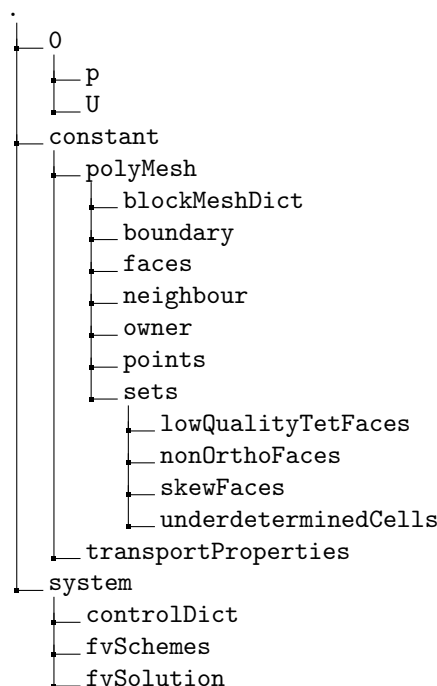 .
0
p
U
constant
polyMesh
blockMeshDict
boundary
faces
neighbour
owner
points
sets
lowQualityTetFaces
nonOrthoFaces
skewFaces
underdeterminedCells
transportProperties
system
controlDict
fvSchemes
fvSolution